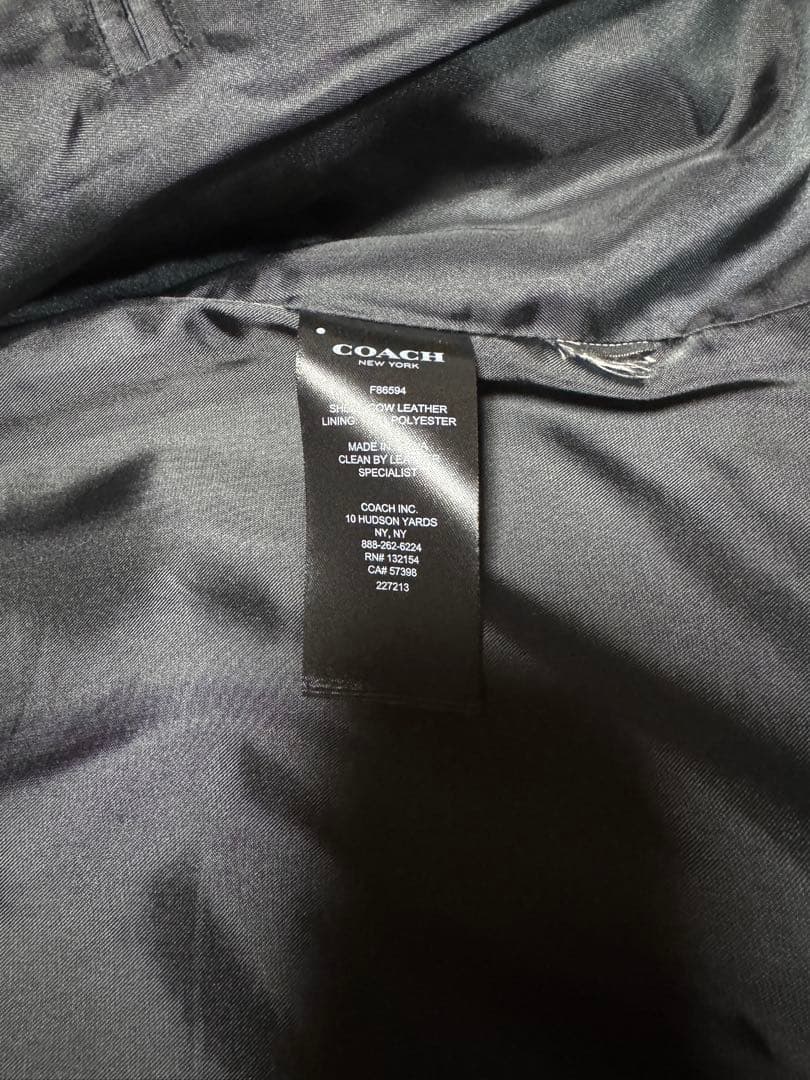 COACH
NEW YORK
F86594
COW LEATHER
LINING: POLYESTER
MADE IN
CLEAN BY LEATHER
SPECIALIST
COACH INC.
10 HUDSON YARDS
NY, NY
888-262-6224
RN# 132154
CA# 57398
227213